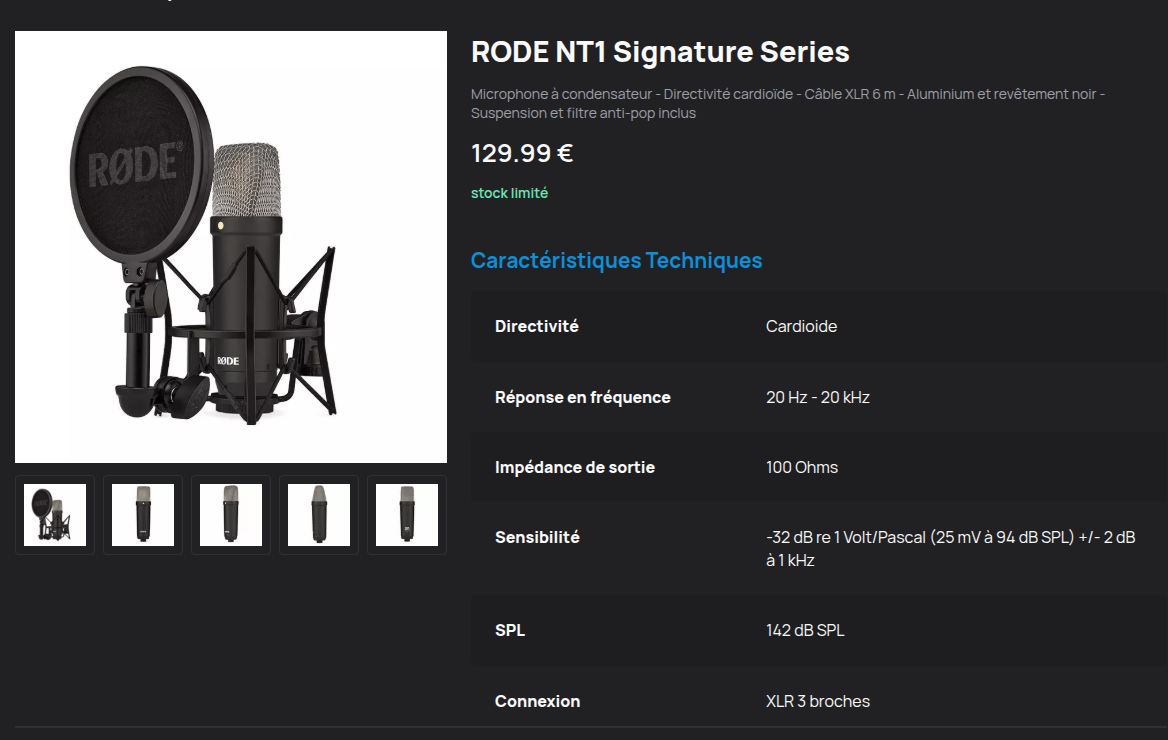 RODE NT1 Signature Series
Microphone à condensateur - Directivité cardioïde - Câble XLR 6 m - Aluminium et revêtement noir -
Suspension et filtre anti-pop inclus
129.99 €
stock limité
RØDE®
RØDE
Caractéristiques Techniques
Directivité Cardioide
Réponse en fréquence 20 Hz - 20 kHz
Impédance de sortie 100 Ohms
Sensibilité -32 dB re 1 Volt/Pascal (25 mV à 94 dB SPL) +/- 2 dB
à 1 kHz
SPL 142 dB SPL
Connexion XLR 3 broches